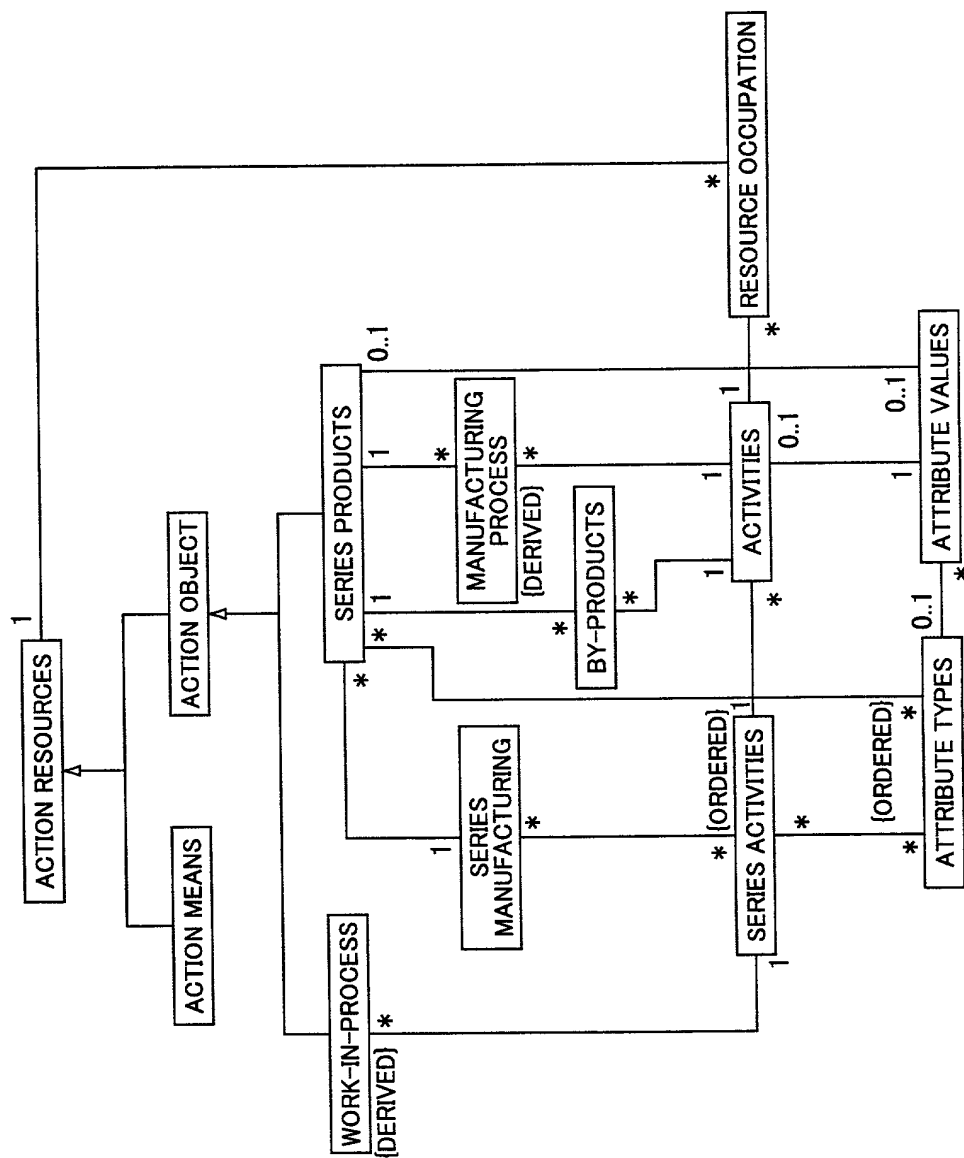 1
ACTION RESOURCES
ACTION MEANS
ACTION OBJECT
WORK-IN-PROCESS
{DERIVED}
*
SERIES PRODUCTS
*
*
1
1
0..1
1
SERIES
MANUFACTURING
*
*
MANUFACTURING
PROCESS
{DERIVED}
*
*
BY-PRODUCTS
*
*
{ORDERED}
1
1
1
1
*
SERIES ACTIVITIES
ACTIVITIES
RESOURCE OCCUPATION
1
*
*
0..1
*
*
{ORDERED}
*
0..1
1
0..1
ATTRIBUTE TYPES
ATTRIBUTE VALUES
*